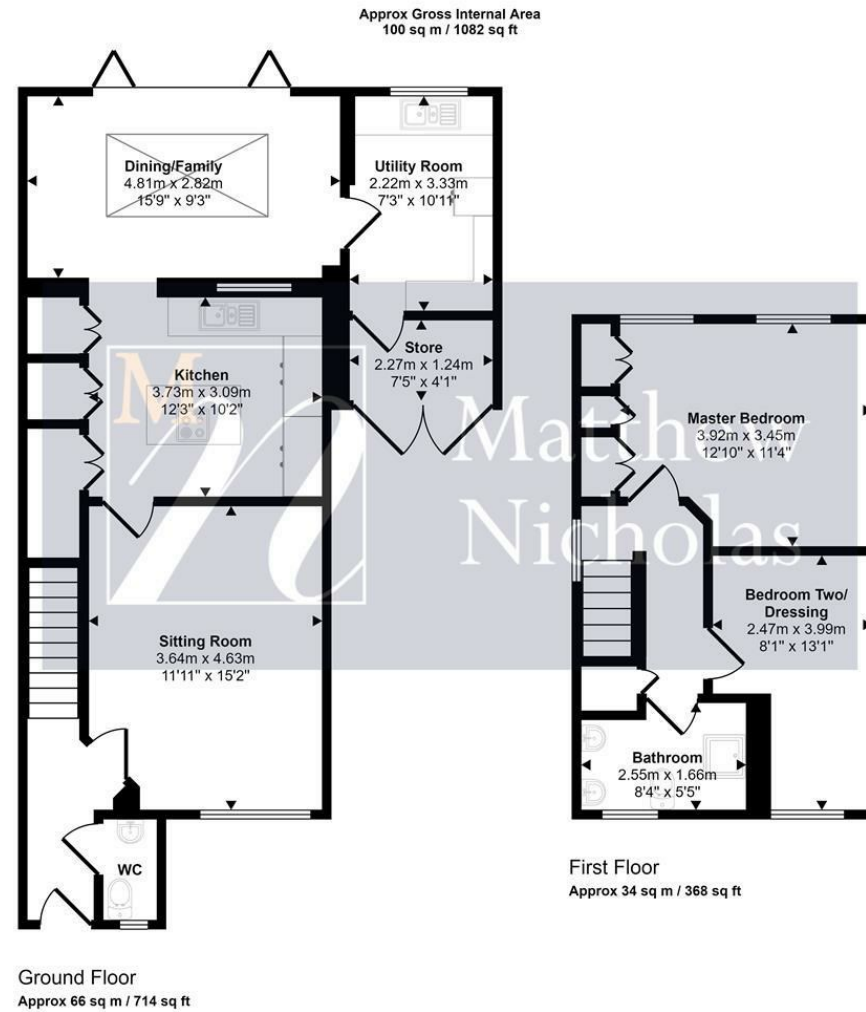 Approx Gross Internal Area
100 sq m / 1082 sq ft
Dining/Family
4.81m x 2.82m
15'9" x 9'3"
Utility Room
2.22m x 3.33m
7'3" x 10'11"
Kitchen
3.73m x 3.09m
12'3" x 10'2"
Store
2.27m x 1.24m
7'5" x 4'1"
Sitting Room
3.64m x 4.63m
11'11" x 15'2"
WC
Ground Floor
Approx 66 sq m / 714 sq ft
Master Bedroom
3.92m x 3.45m
12'10" x 11'4"
Bedroom Two/
Dressing
2.47m x 3.99m
8'1" x 13'1"
Bathroom
2.55m x 1.66m
8'4" x 5'5"
First Floor
Approx 34 sq m / 368 sq ft
M
n
Matthew
Nicholas